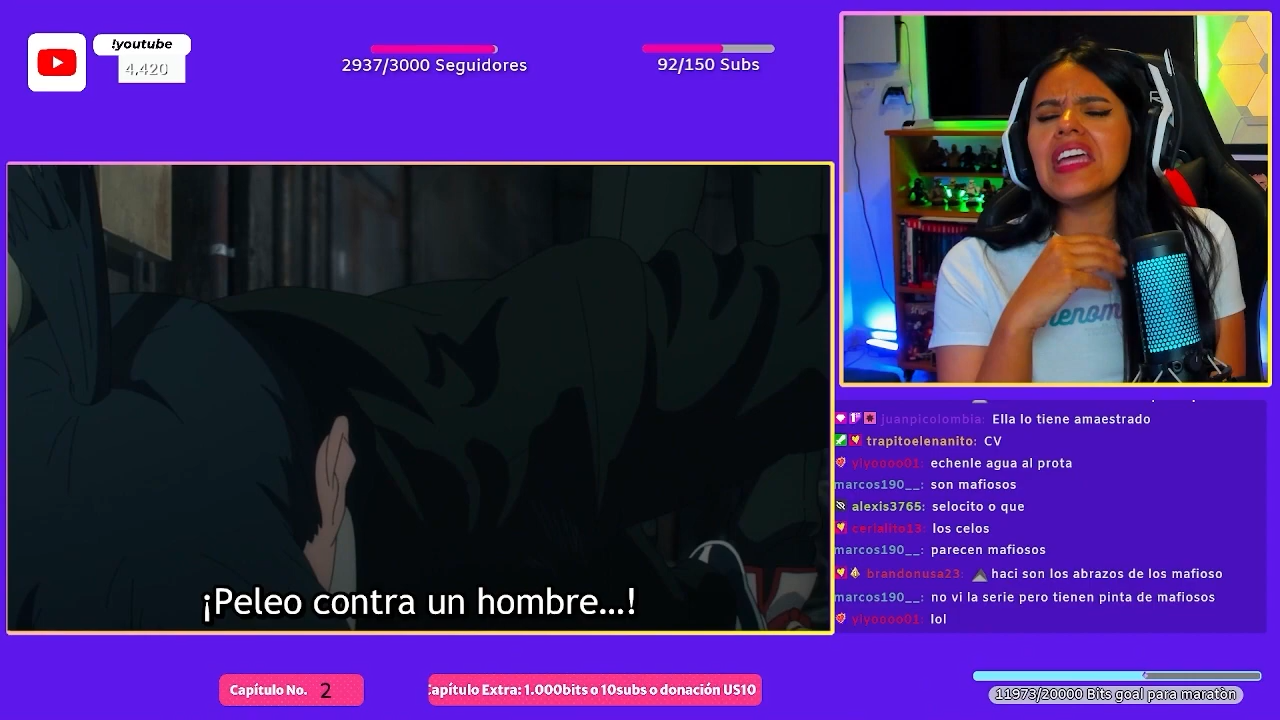 !youtube
4,420
2937/3000 Seguidores
92/150 Subs
henom
juanpicolombia: Ella lo tiene amaestrado
trapitoelenanito: CV
yiyoooo01: echenle agua al prota
marcos190__: son mafiosos
alexis3765: selocito o que
cerialito13: los celos
marcos190__: parecen mafiosos
brandonusa23: haci son los abrazos de los mafioso
marcos190__: no vi la serie pero tienen pinta de mafiosos
yiyoooo01: lol
¡Peleo contra un hombre...!
Capítulo No. 2
Capítulo Extra: 1.000bits o 10subs o donación US10
11973/20000 Bits goal para maratón